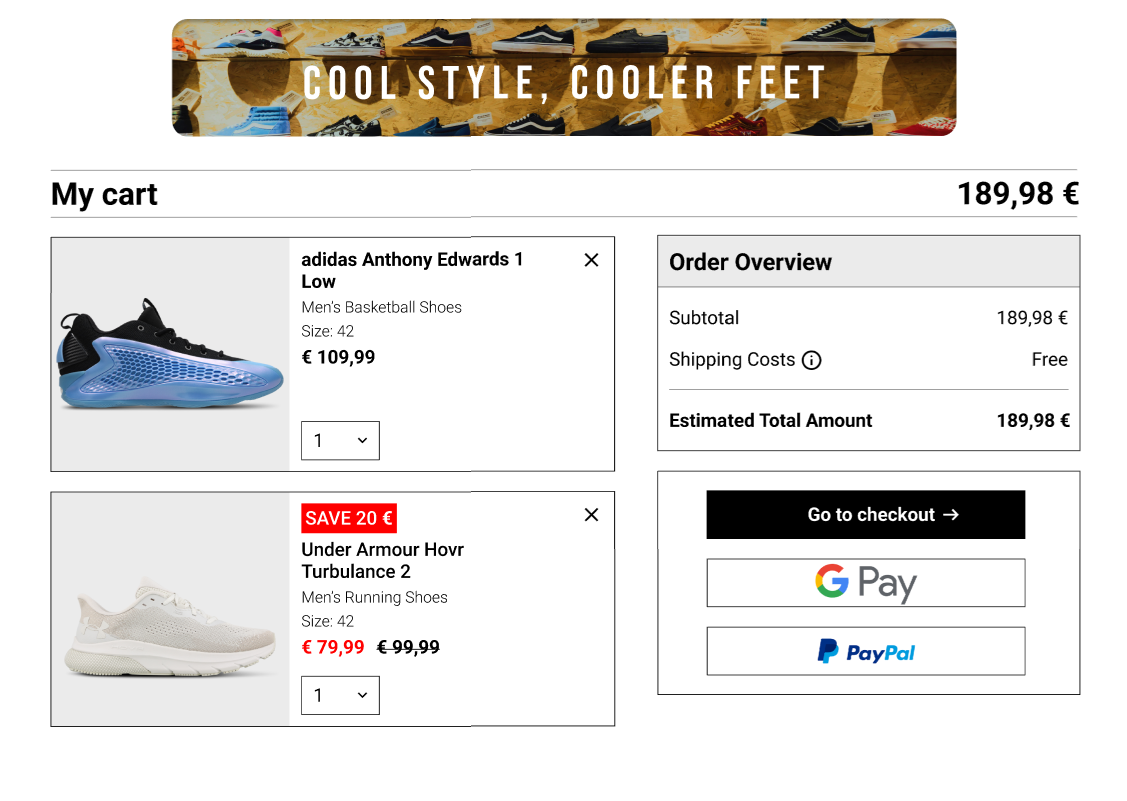 COOL STYLE, COOLER FEET
My cart
189,98 €
adidas Anthony Edwards 1
Low
Men's Basketball Shoes
Size: 42
€ 109,99
1
SAVE 20 €
Under Armour Hovr
Turbulance 2
Men's Running Shoes
Size: 42
€ 79,99 € 99,99
1
Order Overview
Subtotal 189,98 €
Shipping Costs Free
Estimated Total Amount 189,98 €
Go to checkout →
G Pay
PayPal